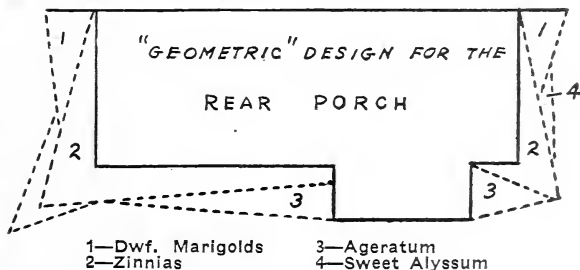 1 "GEOMETRIC" DESIGN FOR THE 1
REAR PORCH 4
2 2
3 3
1—Dwf. Marigolds 3—Ageratum
2—Zinnias 4—Sweet Alyssum